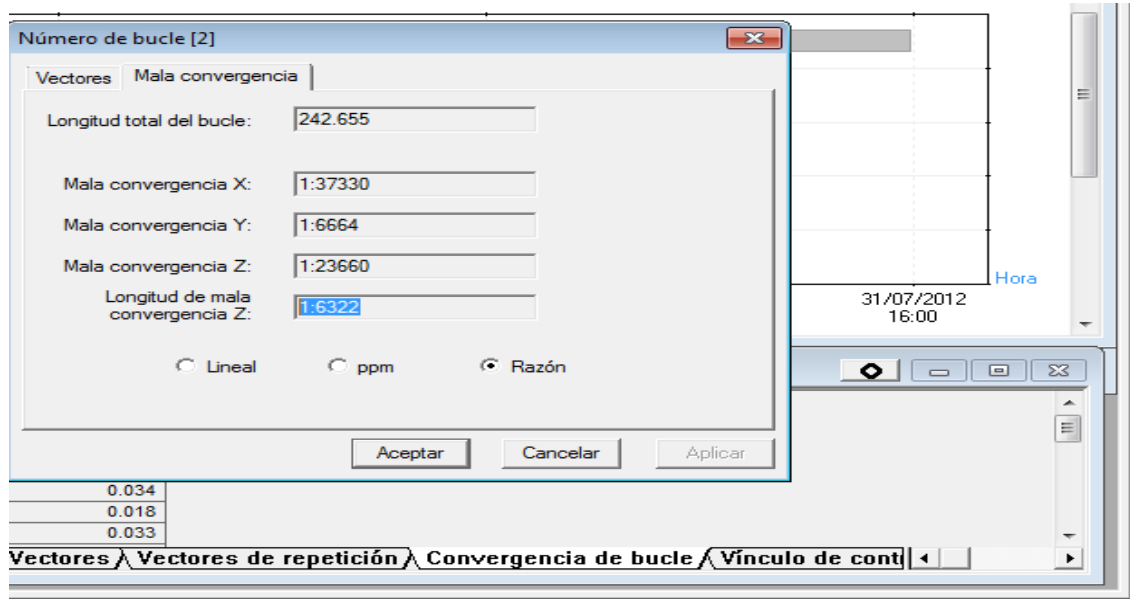 Número de bucle [2]
Vectores Mala convergencia
Longitud total del bucle: 242.655
Mala convergencia X: 1:37330
Mala convergencia Y: 1:6664
Mala convergencia Z: 1:23660
Longitud de mala
convergencia Z: 1:6322
Lineal ppm Razón
Aceptar Cancelar Aplicar
Hora
31/07/2012
16:00
0.034
0.018
0.033
Vectores Vectores de repetición Convergencia de bucle Vínculo de cont